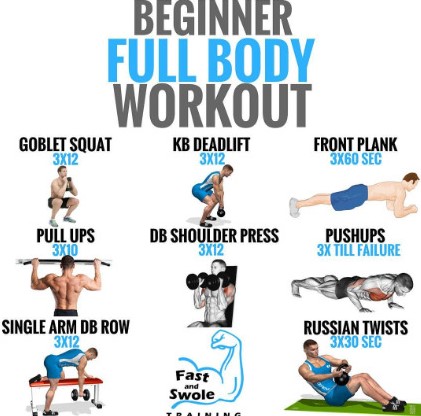 BEGINNER
FULL BODY
WORKOUT
GOBLET SQUAT
3X12
KB DEADLIFT
3X12
FRONT PLANK
3X60 SEC
PULL UPS
3X10
DB SHOULDER PRESS
3X12
PUSHUPS
3X TILL FAILURE
SINGLE ARM DB ROW
3X12
Fast
and
Swole
TRAINING
RUSSIAN TWISTS
3X30 SEC